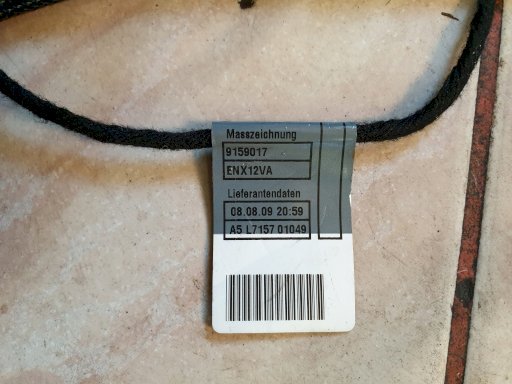 Masszeichnung
9159017
ENX12VA
Lieferantendaten
08.08.09 20:59
A5 L7157 01049